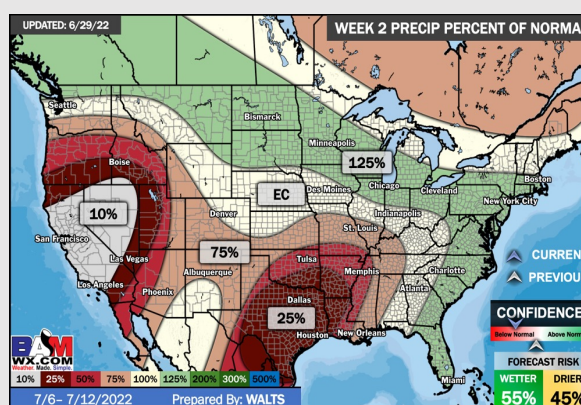 UPDATED: 6/29/22
WEEK 2 PRECIP PERCENT OF NORMA
Seattle
Bismarck
Minneapolis
Boise
125%
Boston
Chicago
Cleveland
Des Moines
EC
New York City
10%
Denver
Indianapolis
San Francisco
St. Louis
Las Vegas
75%
Tulsa
CURREN
Albuquerque
Memphis
Charlotte
PREVIOU
Los Angeles
Phoenix
Atlanta
Dallas
25%
CONFIDENCE
Houston
New Orleans
Below Normal
Above Norm
BAM
WX.COM
Weather. Made. Simple.
FORECAST RISK
Miami
WETTER
DRIER
10% 25% 50% 75% 100% 125% 200% 300% 500%
55%
45%
7/6– 7/12/2022
Prepared By: WALTS